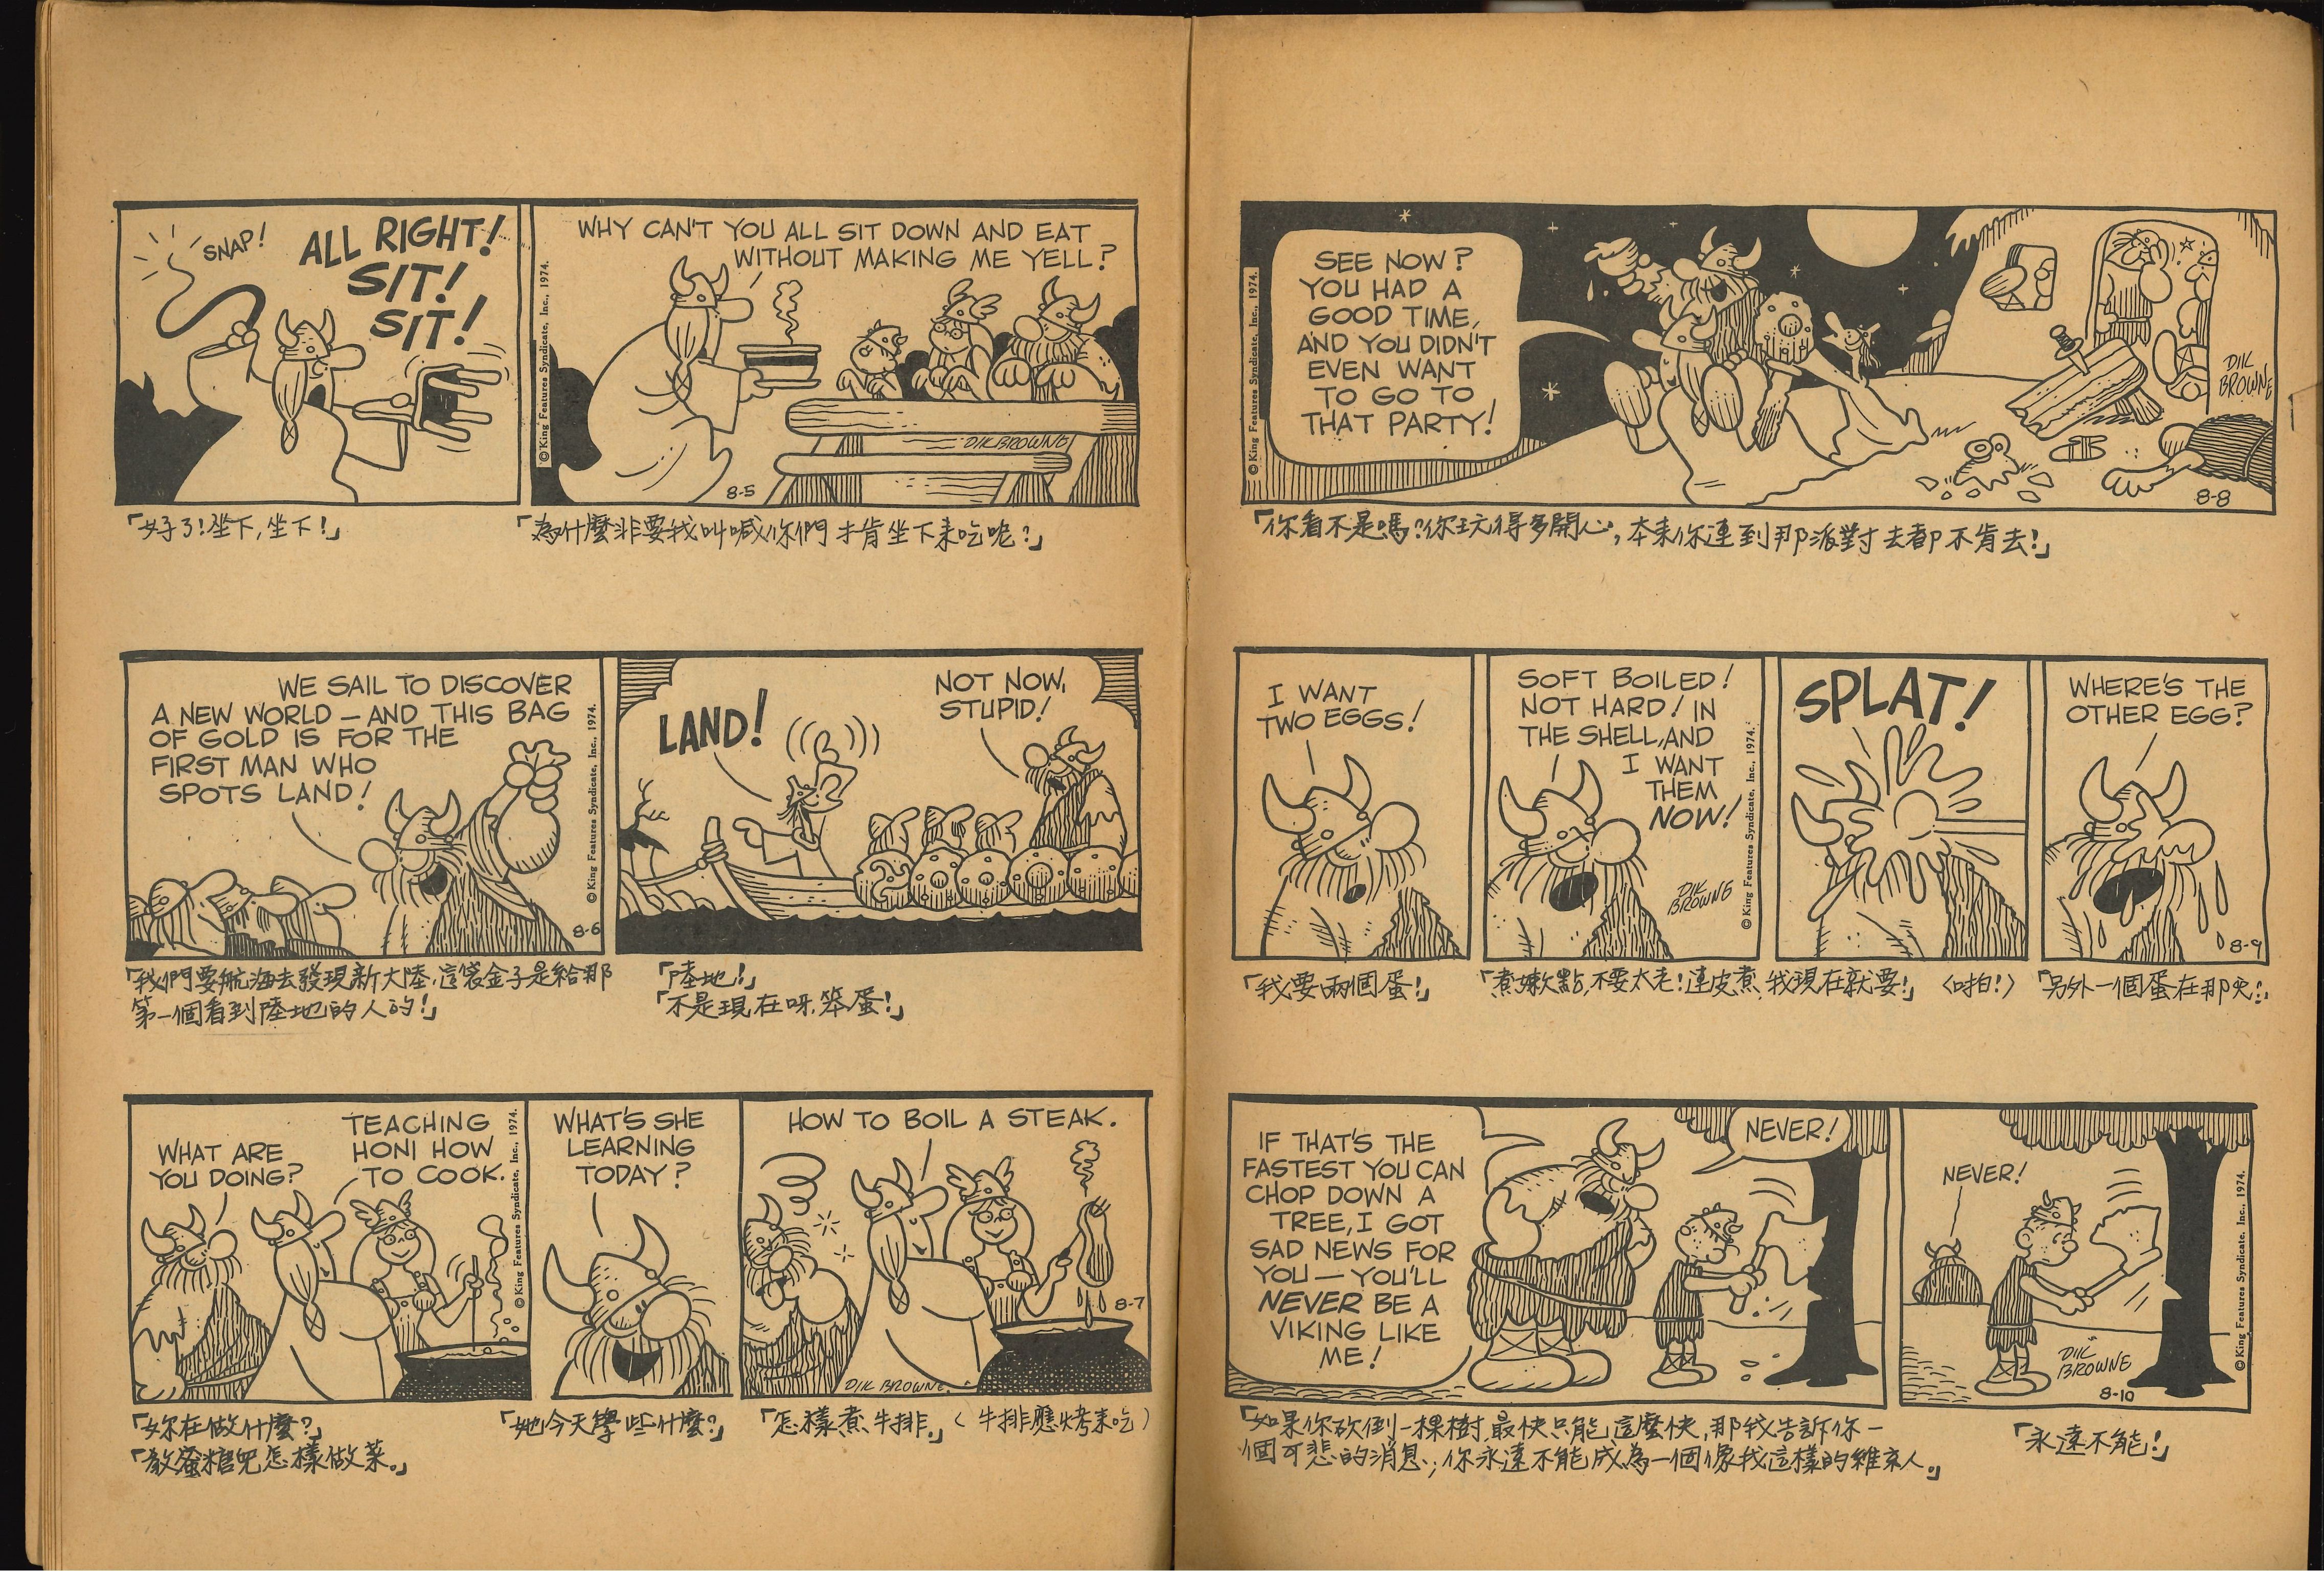 SNAP!
ALL RIGHT!
SIT!
SIT!
WHY CAN'T YOU ALL SIT DOWN AND EAT
WITHOUT MAKING ME YELL?
© King Features Syndicate, Inc., 1974.
DIK BROWNE
8-5
「好了!坐下,坐下!」
「為什麼非要我叫喊你們才肯坐下來吃呢?」
WE SAIL TO DISCOVER
A NEW WORLD — AND THIS BAG
OF GOLD IS FOR THE
FIRST MAN WHO
SPOTS LAND!
© King Features Syndicate, Inc., 1974.
8-6
LAND!
NOT NOW,
STUPID!
「我們要航海去發現新大陸.這袋金子是給那
第一個看到陸地的人的!」
「陸地!」
「不是現在呀.笨蛋!」
WHAT ARE
YOU DOING?
TEACHING
HONI HOW
TO COOK.
© King Features Syndicate, Inc., 1974.
WHAT'S SHE
LEARNING
TODAY?
HOW TO BOIL A STEAK.
8-7
DIK BROWNE
「妳在做什麼?」
「教蜜糖兒怎樣做菜。」
「她今天學些什麼?」
「怎樣煮牛排。」(牛排應烤來吃)
SEE NOW?
YOU HAD A
GOOD TIME,
AND YOU DIDN'T
EVEN WANT
TO GO TO
THAT PARTY!
© King Features Syndicate, Inc., 1974.
DIK
BROWNE
8-8
「你看不是嗎?你玩得多開心,本來你連到那派對去都不肯去!」
I WANT
TWO EGGS!
SOFT BOILED!
NOT HARD! IN
THE SHELL, AND
I WANT
THEM
NOW!
DIK
BROWNE
© King Features Syndicate, Inc., 1974.
SPLAT!
WHERE'S THE
OTHER EGG?
8-9
「我要兩個蛋!」
「煮嫩點,不要太老!連皮煮,我現在就要!」
〈啪!〉
「另外一個蛋在那兒?」
IF THAT'S THE
FASTEST YOU CAN
CHOP DOWN A
TREE, I GOT
SAD NEWS FOR
YOU — YOU'LL
NEVER BE A
VIKING LIKE
ME!
NEVER!
NEVER!
© King Features Syndicate, Inc., 1974.
DIK
BROWNE
8-10
「如果你砍倒一棵樹,最快只能這麼快,那我告訴你一
個可悲的消息;你永遠不能成為一個像我這樣的維京人。」
「永遠不能!」